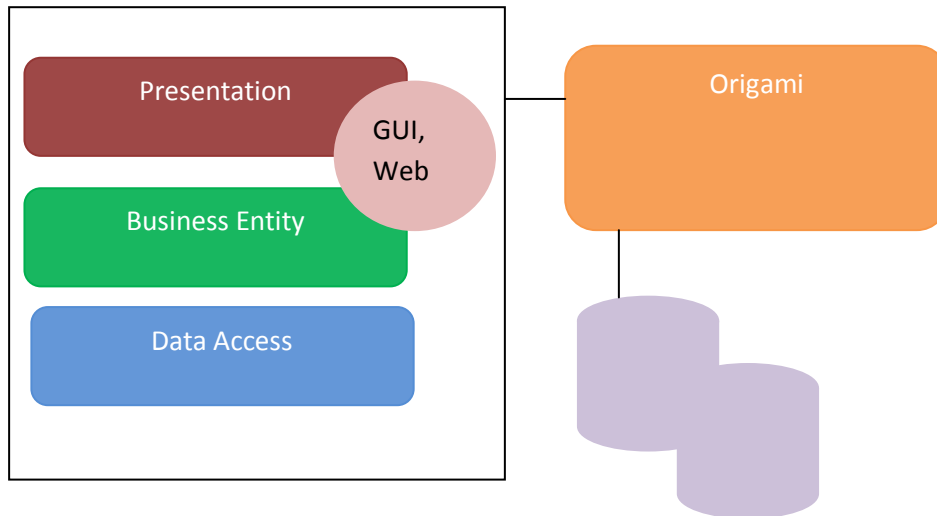 Presentation
GUI,
Web
Business Entity
Data Access
Origami